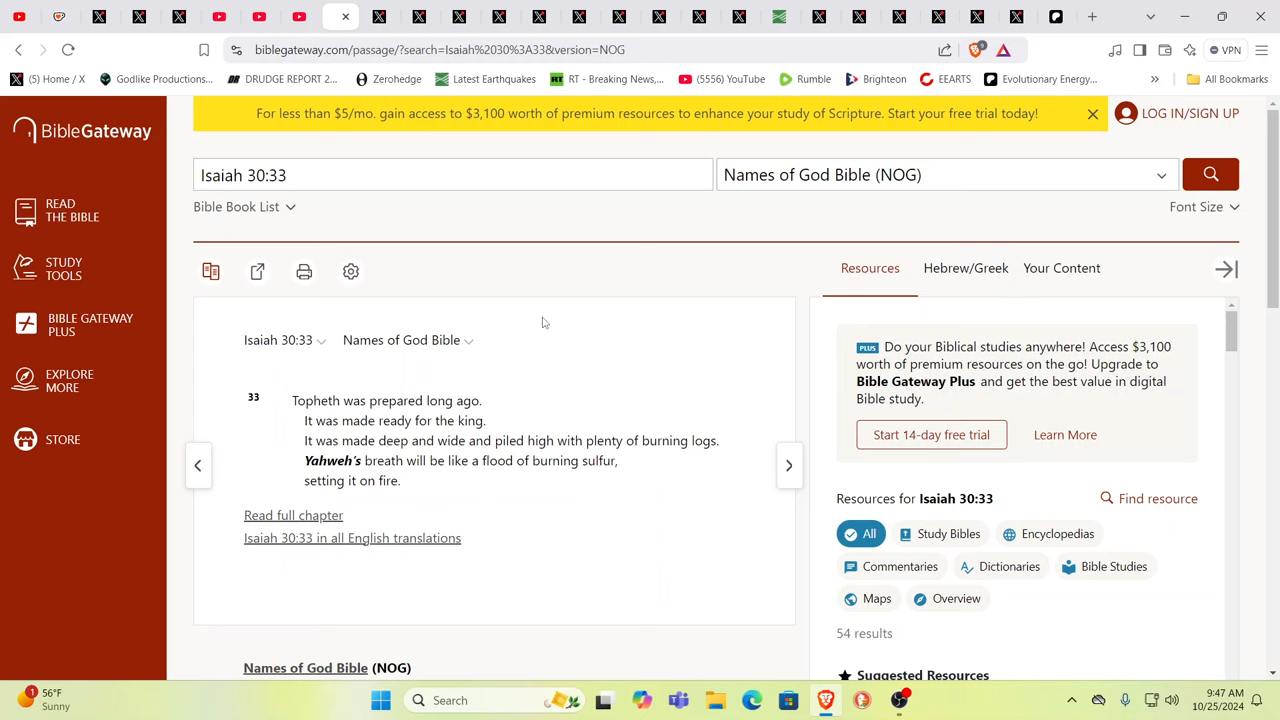 biblegateway.com/passage/?search=Isaiah%2030%3A33&version=NOG
9
VPN
(5) Home / X
Godlike Productions...
DRUDGE REPORT 2...
Zerohedge
Latest Earthquakes
RT - Breaking News,...
(5555) YouTube
Rumble
Brighteon
EEARTS
Evolutionary Energy...
»
All Bookmarks
For less than $5/mo. gain access to $3,100 worth of premium resources to enhance your study of Scripture. Start your free trial today!
LOG IN/SIGN UP
BibleGateway
Isaiah 30:33
Names of God Bible (NOG)
Bible Book List
Font Size
READ
THE BIBLE
STUDY
TOOLS
BIBLE GATEWAY
PLUS
EXPLORE
MORE
STORE
Resources
Hebrew/Greek
Your Content
Isaiah 30:33
Names of God Bible
33 Topheth was prepared long ago.
It was made ready for the king.
It was made deep and wide and piled high with plenty of burning logs.
Yahweh's breath will be like a flood of burning sulfur,
setting it on fire.
Read full chapter
Isaiah 30:33 in all English translations
Names of God Bible (NOG)
PLUS Do your Biblical studies anywhere! Access $3,100
worth of premium resources on the go! Upgrade to
Bible Gateway Plus and get the best value in digital
Bible study.
Start 14-day free trial
Learn More
Resources for Isaiah 30:33
Find resource
All
Study Bibles
Encyclopedias
Commentaries
Dictionaries
Bible Studies
Maps
Overview
54 results
Suggested Resources
1
56°F
Sunny
Search
9:47 AM
10/25/2024